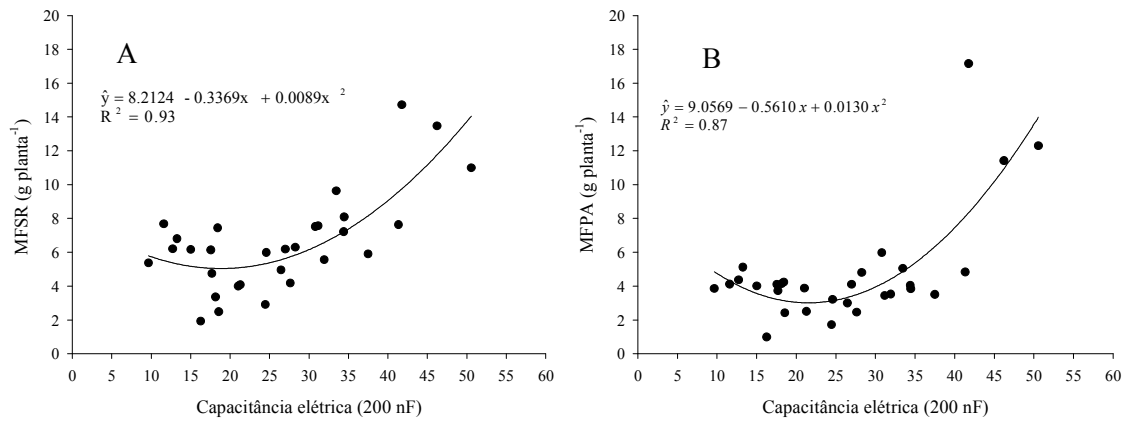 A
ŷ = 8.2124 - 0.3369x + 0.0089x ²
R ² = 0.93
MFSR (g planta⁻¹)
20
18
16
14
12
10
8
6
4
2
0
0 5 10 15 20 25 30 35 40 45 50 55 60
Capacitância elétrica (200 nF)
B
ŷ = 9.0569 − 0.5610 x + 0.0130 x²
R² = 0.87
MFPA (g planta⁻¹)
20
18
16
14
12
10
8
6
4
2
0
0 5 10 15 20 25 30 35 40 45 50 55 60
Capacitância elétrica (200 nF)